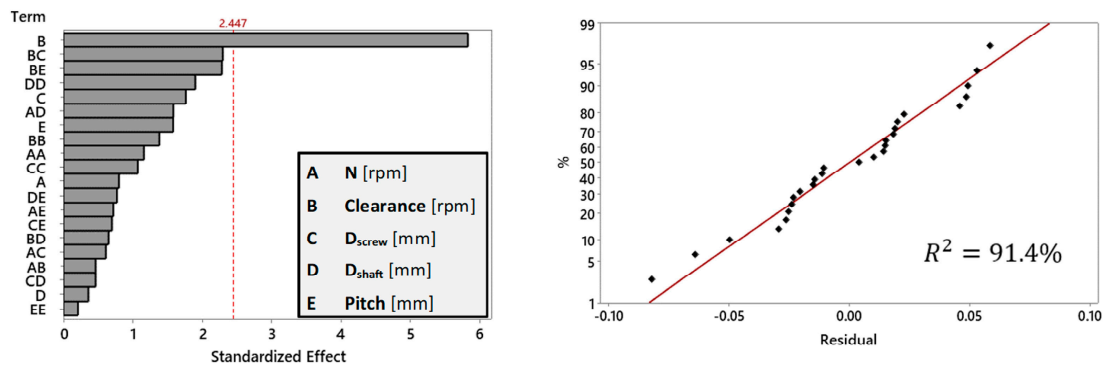 Term
2.447
B
BC
BE
DD
C
AD
E
BB
AA
CC
A
DE
AE
CE
BD
AC
AB
CD
D
EE
0 1 2 3 4 5 6
Standardized Effect
A N [rpm]
B Clearance [rpm]
C Dscrew [mm]
D Dshaft [mm]
E Pitch [mm]
99
95
90
80
70
60
50
40
30
20
10
5
1
%
R² = 91.4%
-0.10 -0.05 0.00 0.05 0.10
Residual